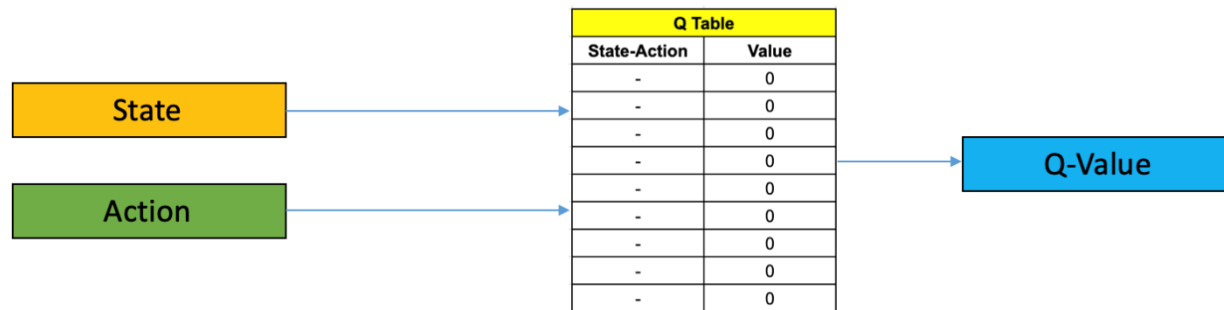 Q Table
State-Action Value
- 0
- 0
State
- 0
- 0
Q-Value
- 0
Action
- 0
- 0
- 0
- 0